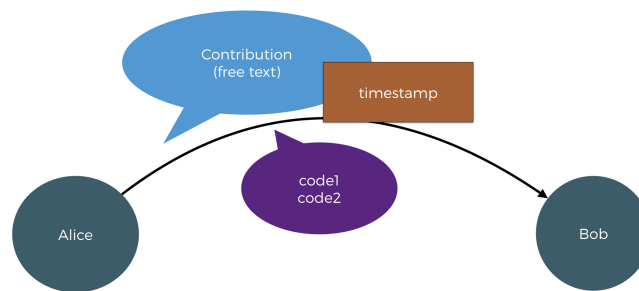 Contribution
(free text)
timestamp
code1
code2
Alice
Bob